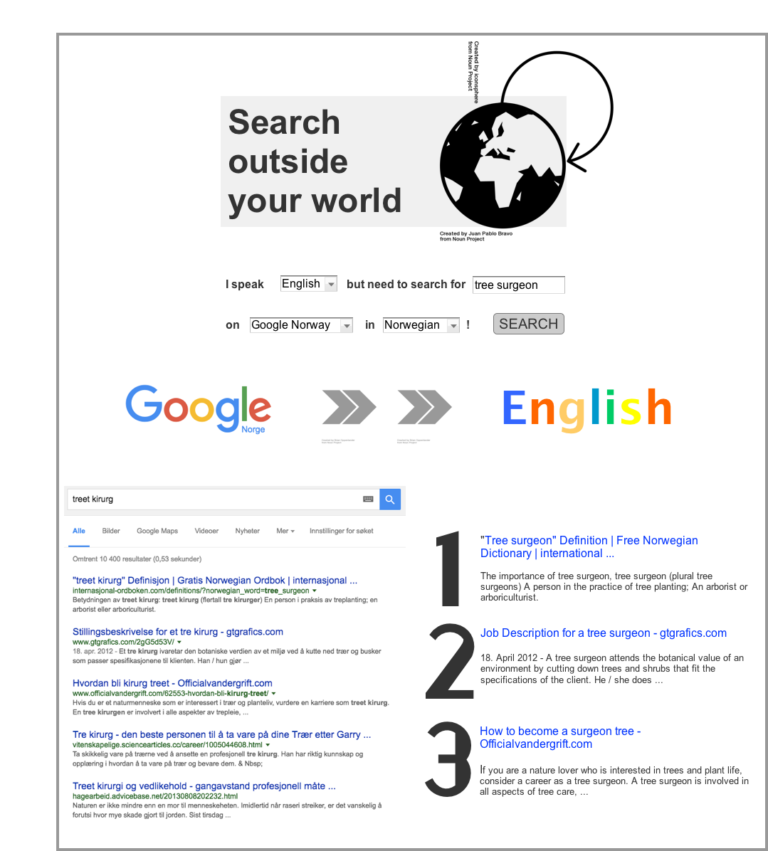 Created by iconsphere
from Noun Project
Search
outside
your world
Created by Juan Pablo Bravo
from Noun Project
I speak English but need to search for tree surgeon
on Google Norway in Norwegian ! SEARCH
Google
Norge
English
treet kirurg
Alle Bilder Google Maps Videoer Nyheter Mer Innstillinger for søket
Omtrent 10 400 resultater (0,53 sekunder)
"treet kirurg" Definisjon | Gratis Norwegian Ordbok | internasjonal ...
internasjonal-ordboken.com/definitions/?norwegian_word=tree_surgeon
Betydningen av treet kirurg: treet kirurg (flertall tre kirurger) En person i praksis av treplanting; en
arborist eller arboriculturist.
Stillingsbeskrivelse for et tre kirurg - gtgrafics.com
www.gtgrafics.com/2gG5d53V/
18. apr. 2012 - Et tre kirurg ivaretar den botaniske verdien av et miljø ved å kutte ned trær og busker
som passer spesifikasjonene til klienten. Han / hun gjør ...
Hvordan bli kirurg treet - Officialvandergrift.com
www.officialvandergrift.com/62553-hvordan-bli-kirurg-treet/
Hvis du er et naturmenneske som er interessert i trær og planteliv, vurdere en karriere som treet kirurg.
En tree kirurgen er involvert i alle aspekter av trepleie, ...
Tre kirurg - den beste personen til å ta vare på dine Trær etter Garry ...
vitenskapelige.sciencearticles.cc/career/1005044608.html
Ta skikkelig vare på trærne ved å ansette en profesjonell tre kirurg. Han har riktig kunnskap og
opplæring i hvordan å ta vare på trær og bevare dem. & Nbsp;
Treet kirurgi og vedlikehold - gangavstand profesjonell måte ...
hagearbeid.advicebase.net/20130808202232.html
Naturen er ikke mindre enn en mor til menneskeheten. Imidlertid når raseri streiker, er det vanskelig å
forutsi hvor mye skade gjort til jorden. Sist tirsdag ...
1
"Tree surgeon" Definition | Free Norwegian
Dictionary | international ...
The importance of tree surgeon, tree surgeon (plural tree
surgeons) A person in the practice of tree planting; An arborist or
arboriculturist.
2
Job Description for a tree surgeon - gtgrafics.com
18. April 2012 - A tree surgeon attends the botanical value of an
environment by cutting down trees and shrubs that fit the
specifications of the client. He / she does ...
3
How to become a surgeon tree -
Officialvandergrift.com
If you are a nature lover who is interested in trees and plant life,
consider a career as a tree surgeon. A tree surgeon is involved in
all aspects of tree care, ...